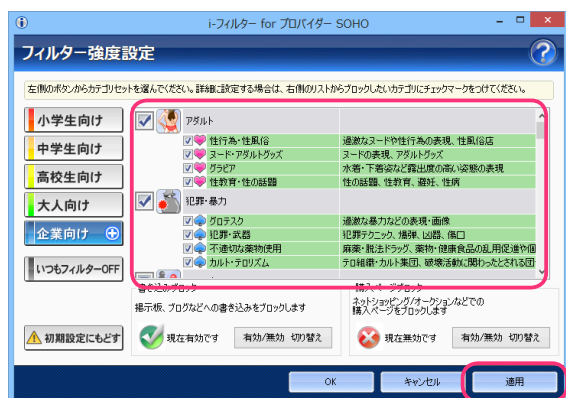 i-フィルター for プロバイダー SOHO
フィルター強度設定
左側のボタンからカテゴリセットを選んでください。詳細に設定する場合は、右側のリストからブロックしたいカテゴリにチェックマークをつけてください。
小学生向け
中学生向け
高校生向け
大人向け
企業向け
いつもフィルターOFF
初期設定にもどす
アダルト
性行為・性風俗 過激なヌードや性行為の表現、性風俗店
ヌード・アダルトグッズ ヌードの表現、アダルトグッズ
グラビア 水着・下着姿など露出度の高い姿態の表現
性教育・性の話題 性の話題、性教育、避妊、性病
犯罪・暴力
グロテスク 過激な暴力などの表現・画像
犯罪・武器 犯罪テクニック、爆弾、凶器、傷口
不適切な薬物使用 麻薬・脱法ドラッグ、薬物・健康食品の乱用促進や個
カルト・テロリズム テロ組織・カルト集団、破壊活動に関わったとされる団
書き込みブロック
掲示板、ブログなどへの書き込みをブロックします
現在有効です 有効/無効 切り替え
購入ページブロック
ネットショッピング/オークションなどでの
購入ページをブロックします
現在無効です 有効/無効 切り替え
OK キャンセル 適用